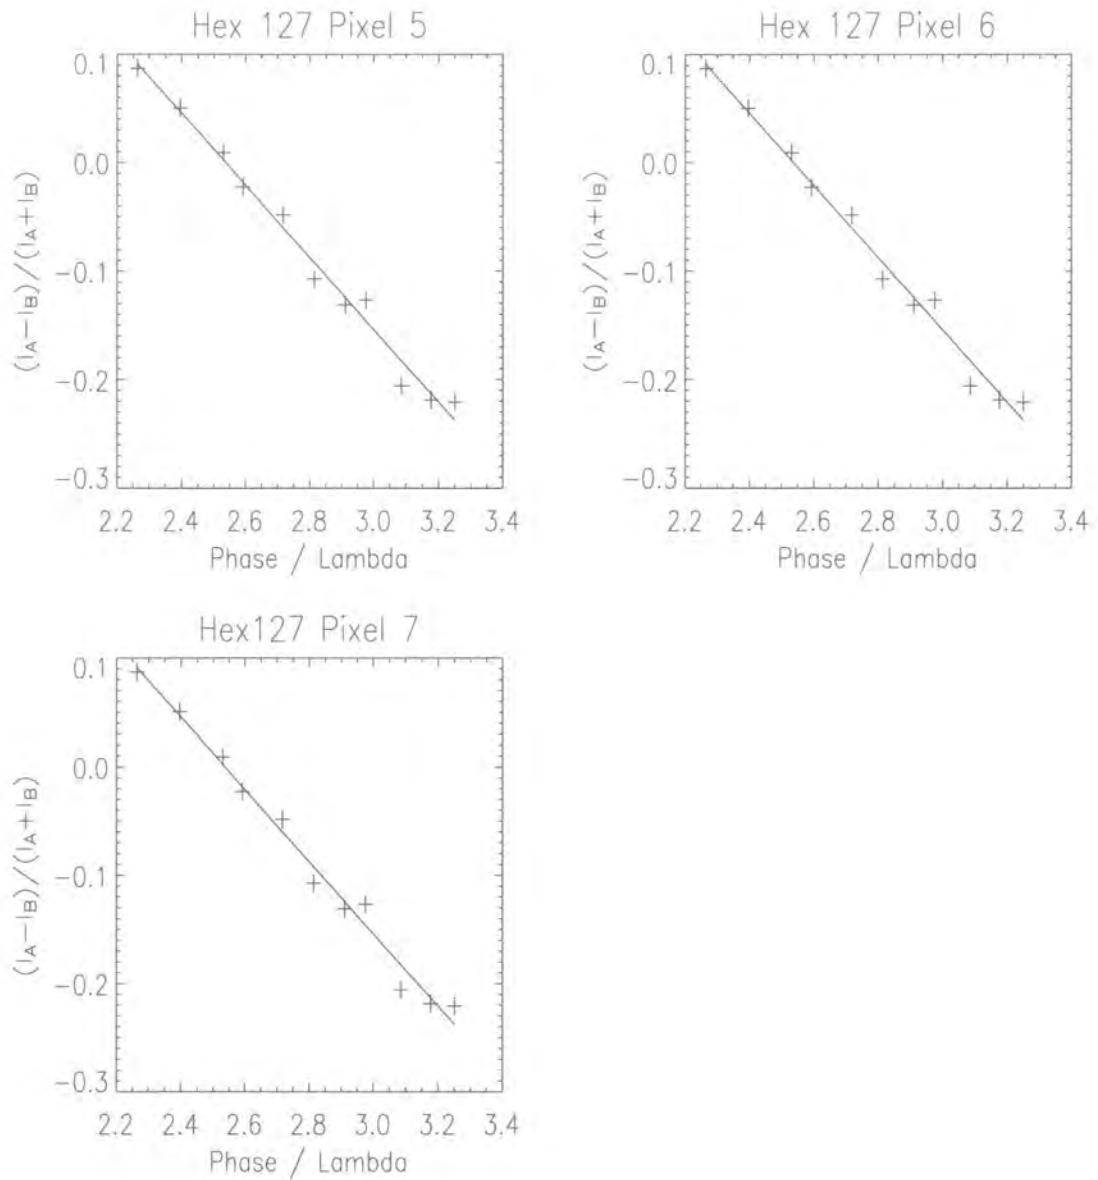 Hex 127 Pixel 5
0.1
0.0
−0.1
−0.2
−0.3
(IA−IB)/(IA+IB)
2.2 2.4 2.6 2.8 3.0 3.2 3.4
Phase / Lambda
Hex 127 Pixel 6
0.1
0.0
−0.1
−0.2
−0.3
(IA−IB)/(IA+IB)
2.2 2.4 2.6 2.8 3.0 3.2 3.4
Phase / Lambda
Hex127 Pixel 7
0.1
0.0
−0.1
−0.2
−0.3
(IA−IB)/(IA+IB)
2.2 2.4 2.6 2.8 3.0 3.2 3.4
Phase / Lambda